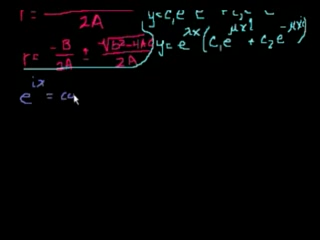 2A
r = -B/2A ± √(B²-4AC)/2A
y = e^λx (c₁e^μxi + c₂e^-μxi)
e^ix = co